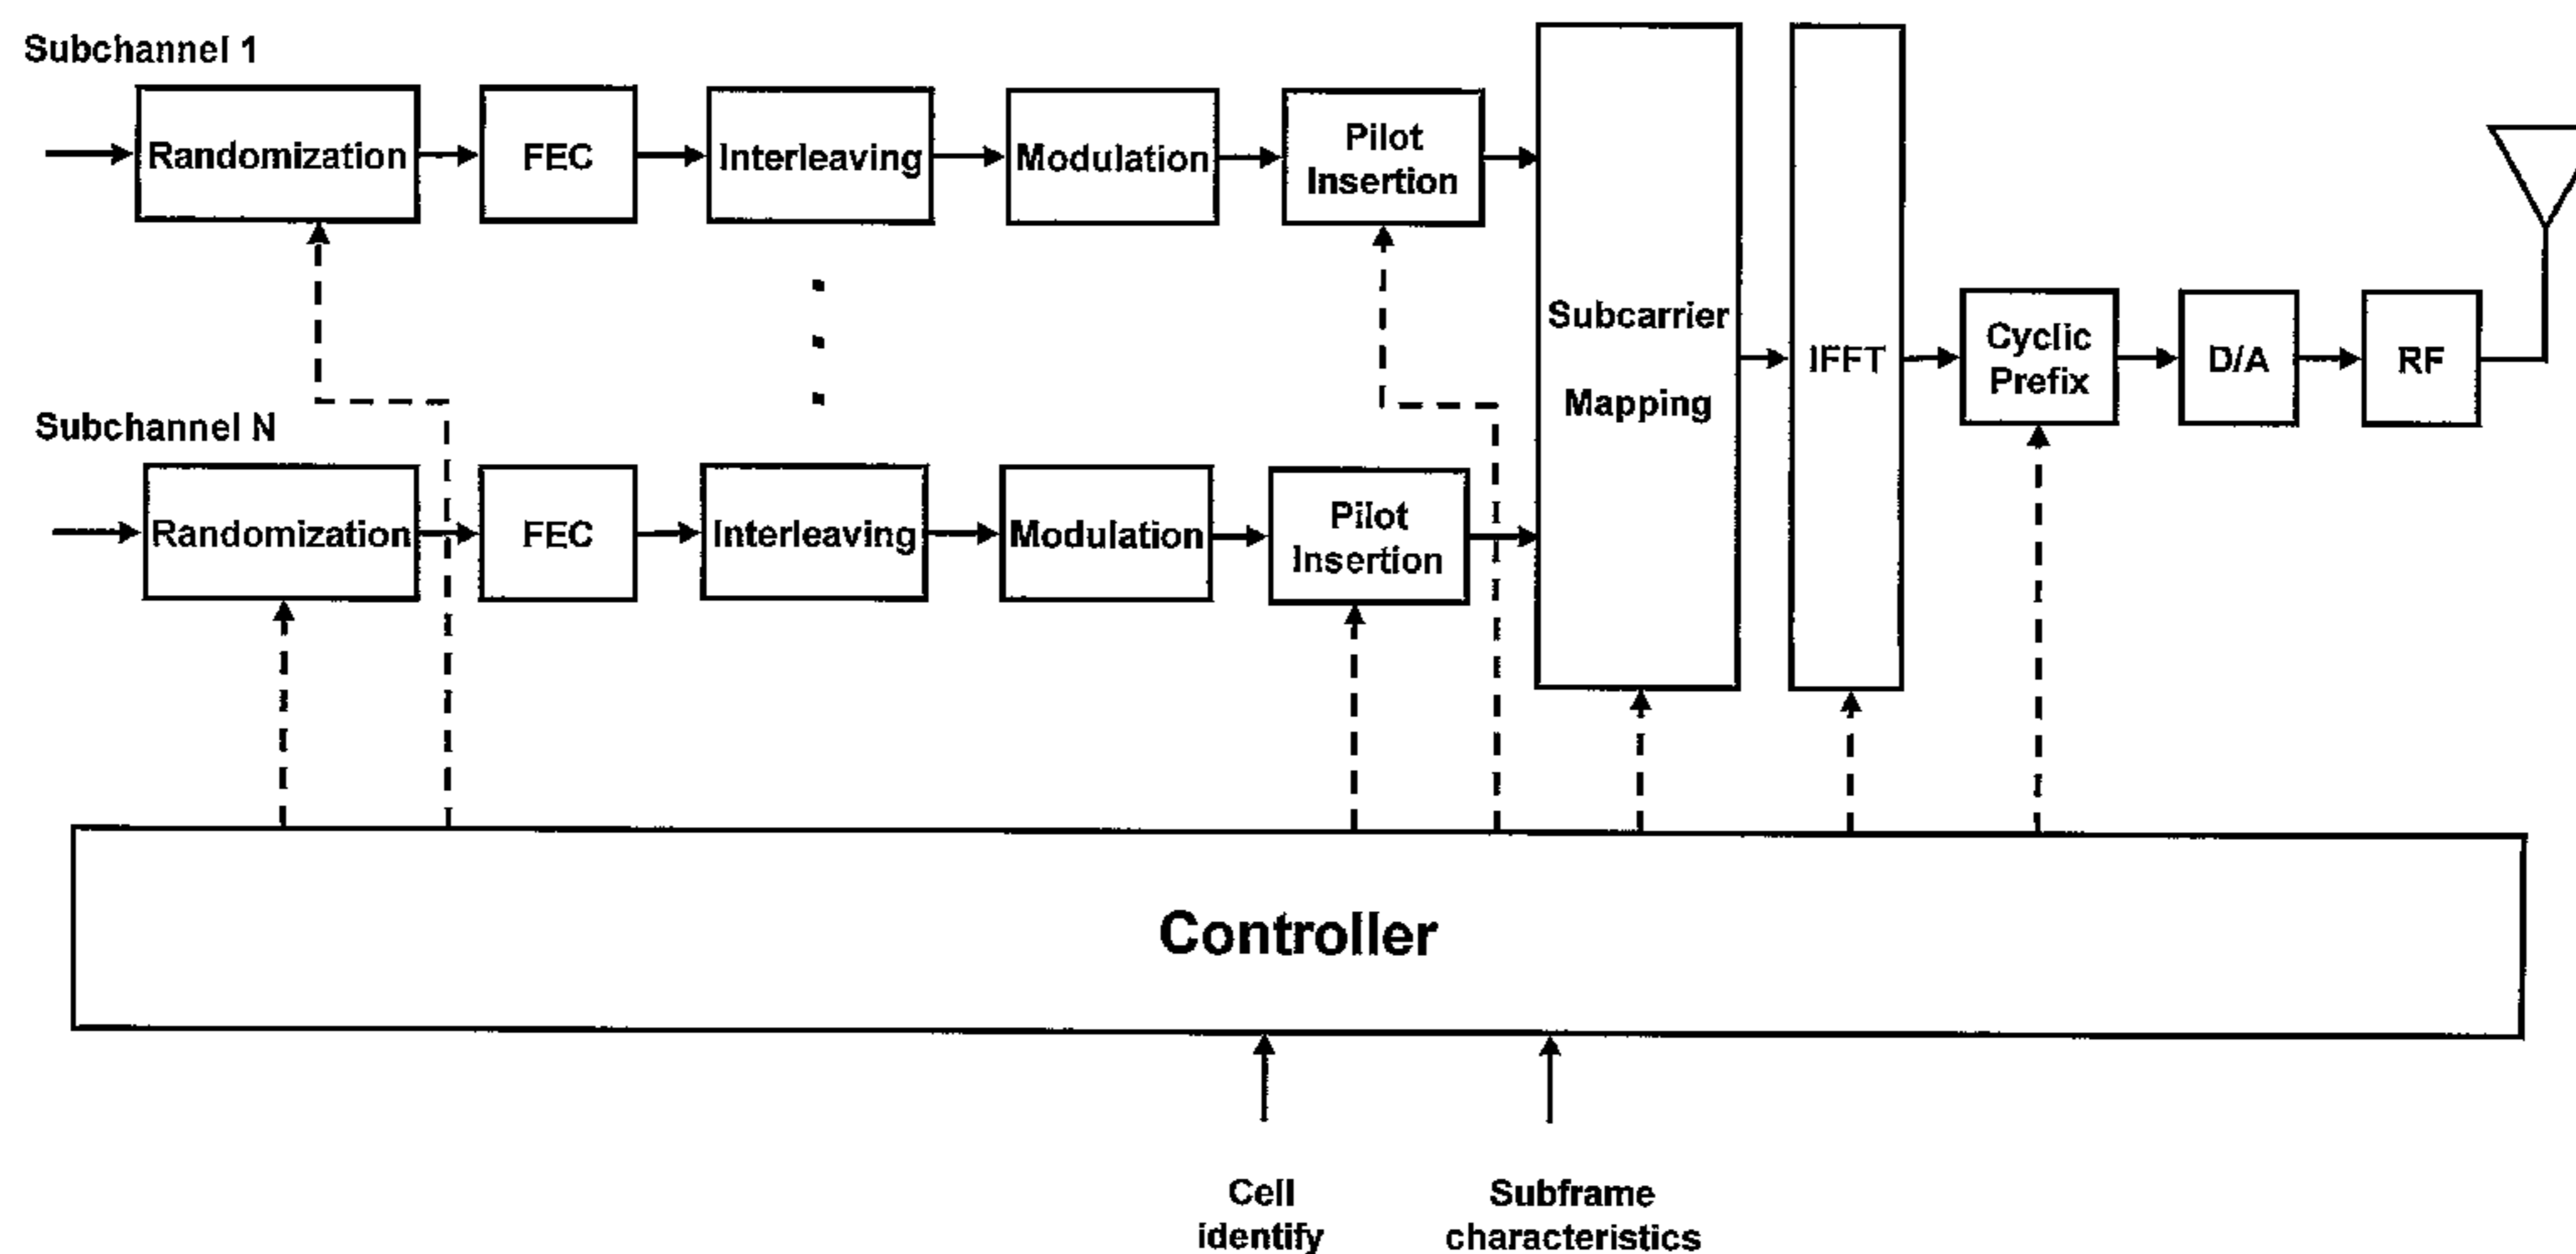 Subchannel 1
Randomization
FEC
Interleaving
Modulation
Pilot
Insertion
Subcarrier
Mapping
IFFT
Cyclic
Prefix
D/A
RF
Subchannel N
Randomization
FEC
Interleaving
Modulation
Pilot
Insertion
Controller
Cell
identify
Subframe
characteristics